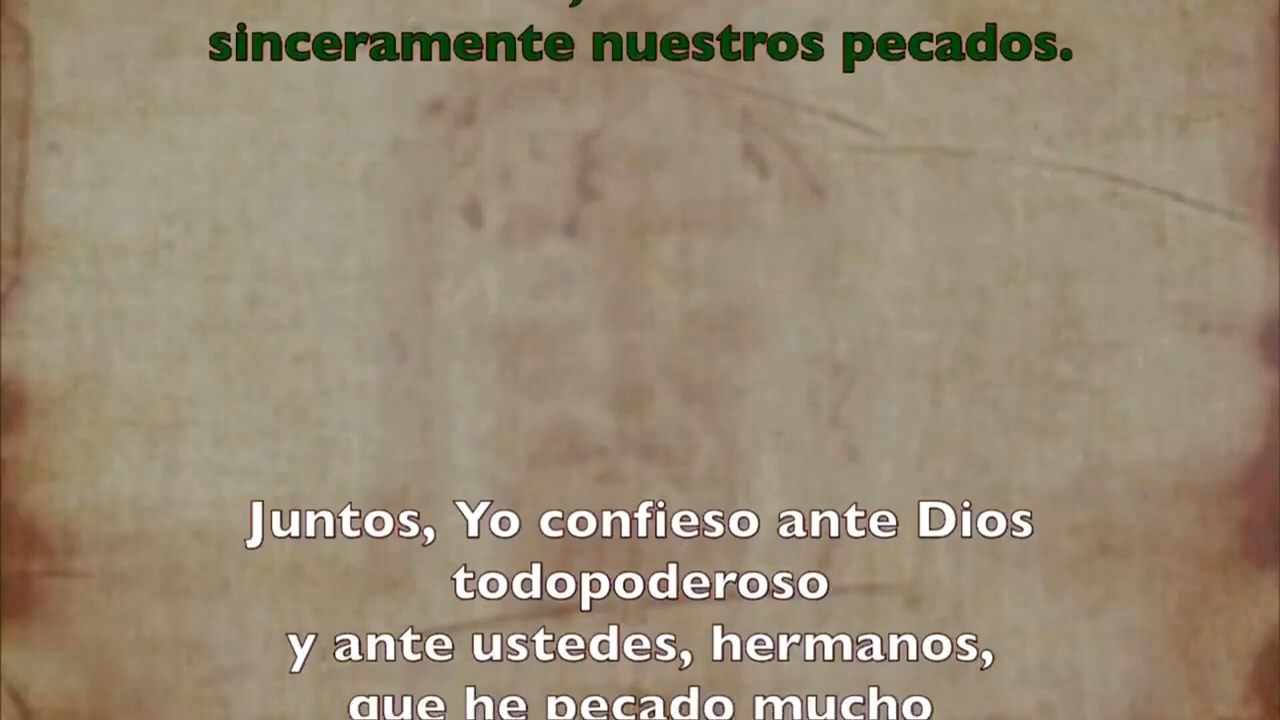 sinceramente nuestros pecados.
Juntos, Yo confieso ante Dios
todopoderoso
y ante ustedes, hermanos,
que he pecado mucho